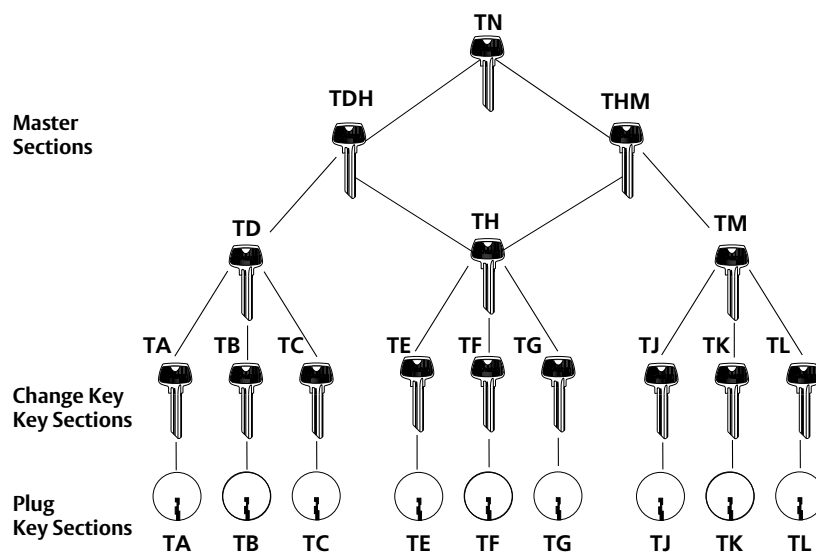 TN
TDH THM
Master
Sections
TD TH TM
TA TB TC TE TF TG TJ TK TL
Change Key
Key Sections
Plug
Key Sections
TA TB TC TE TF TG TJ TK TL